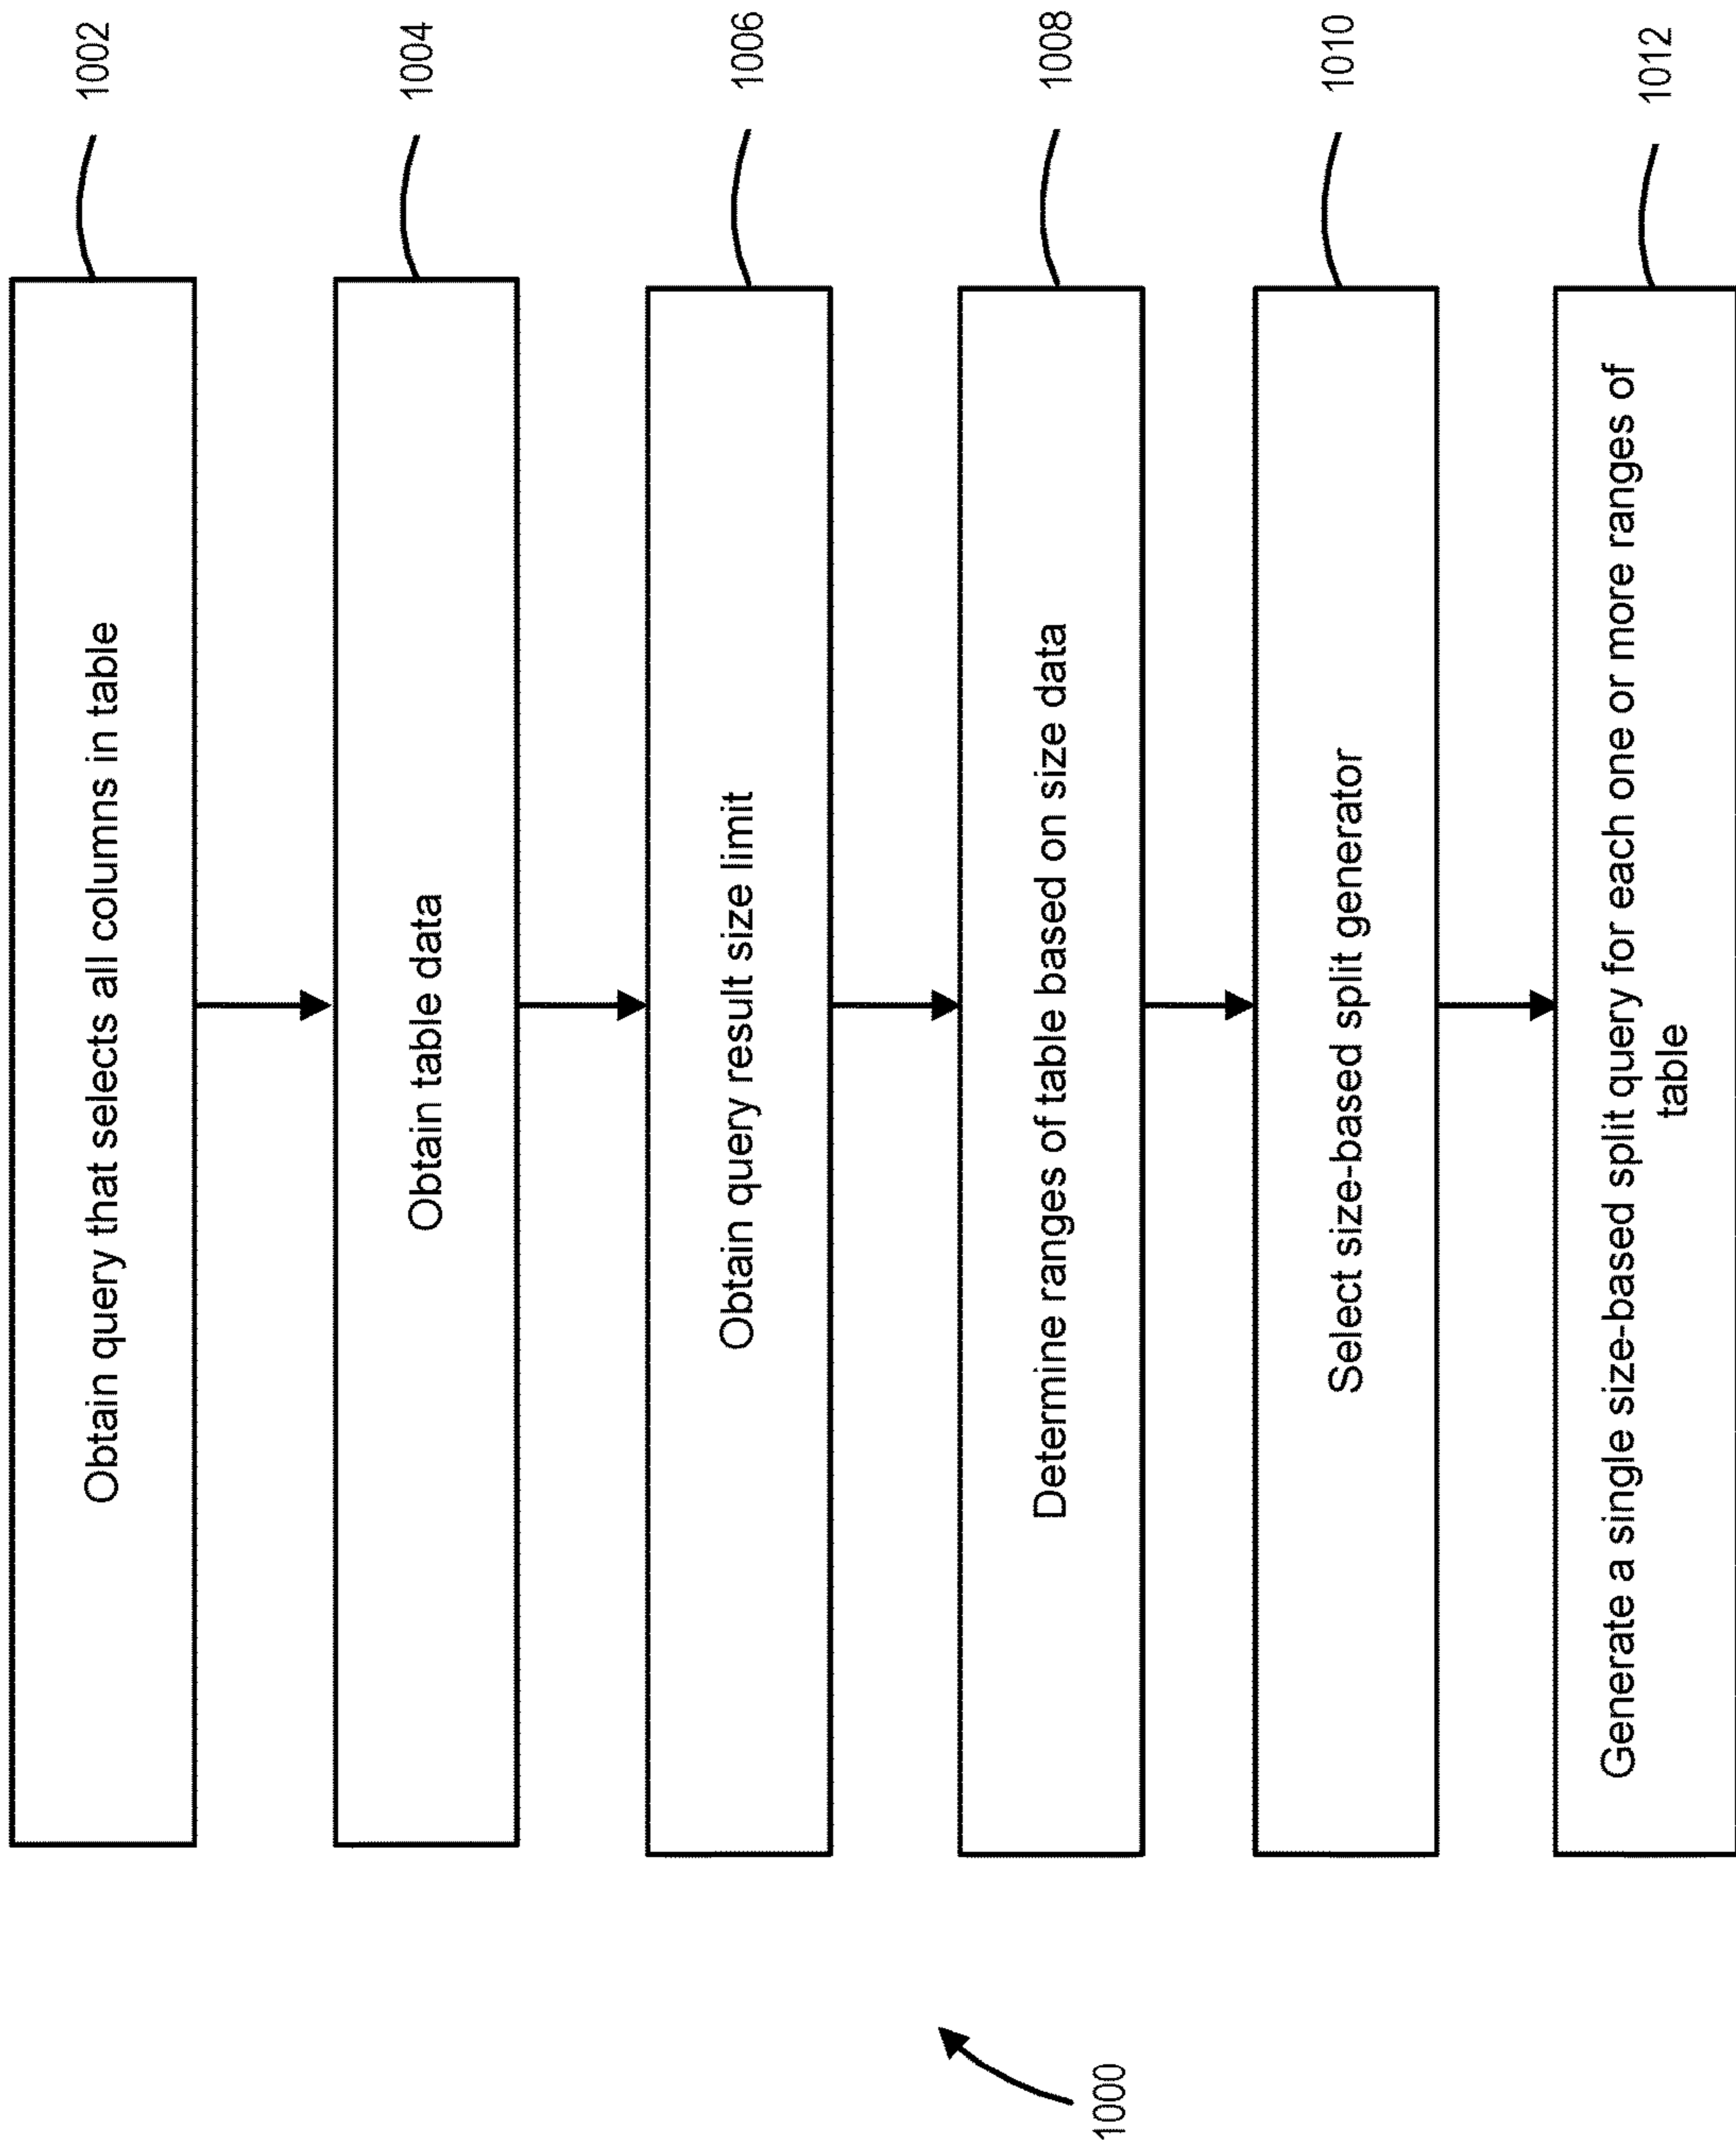 Obtain query that selects all columns in table
1002
Obtain table data
1004
Obtain query result size limit
1006
Determine ranges of table based on size data
1008
Select size-based split generator
1010
Generate a single size-based split query for each one or more ranges of
table
1012
1000